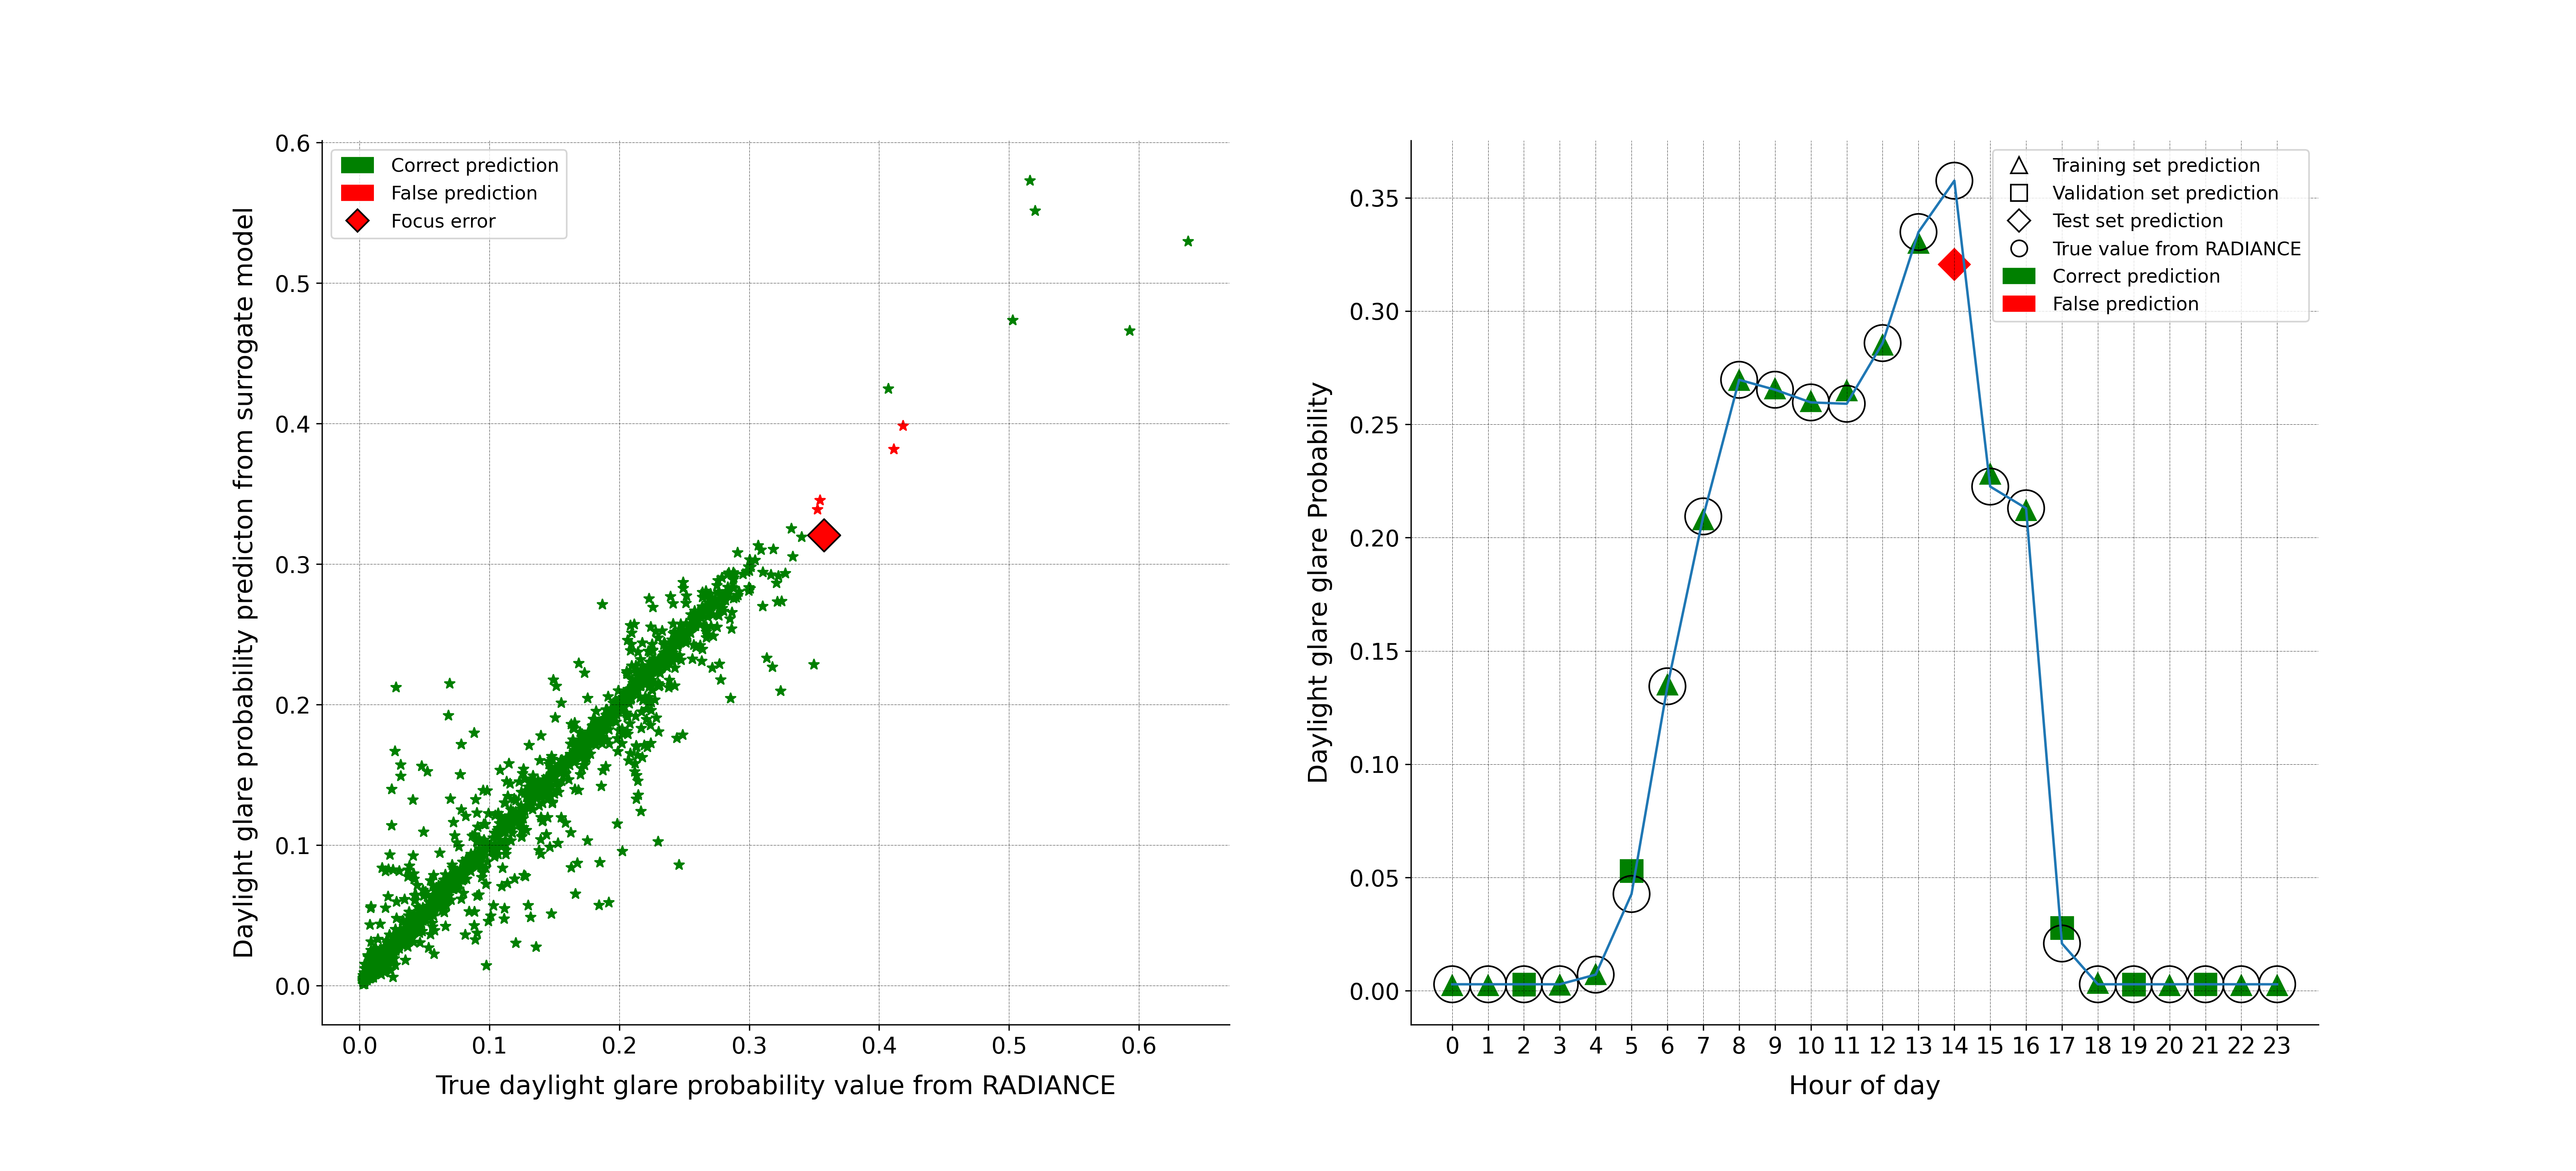 Correct prediction
False prediction
Focus error
0.6
0.5
0.4
0.3
0.2
0.1
0.0
Daylight glare probability predicton from surrogate model
0.0 0.1 0.2 0.3 0.4 0.5 0.6
True daylight glare probability value from RADIANCE
Training set prediction
Validation set prediction
Test set prediction
True value from RADIANCE
Correct prediction
False prediction
0.35
0.30
0.25
0.20
0.15
0.10
0.05
0.00
Daylight glare glare Probability
0 1 2 3 4 5 6 7 8 9 10 11 12 13 14 15 16 17 18 19 20 21 22 23
Hour of day